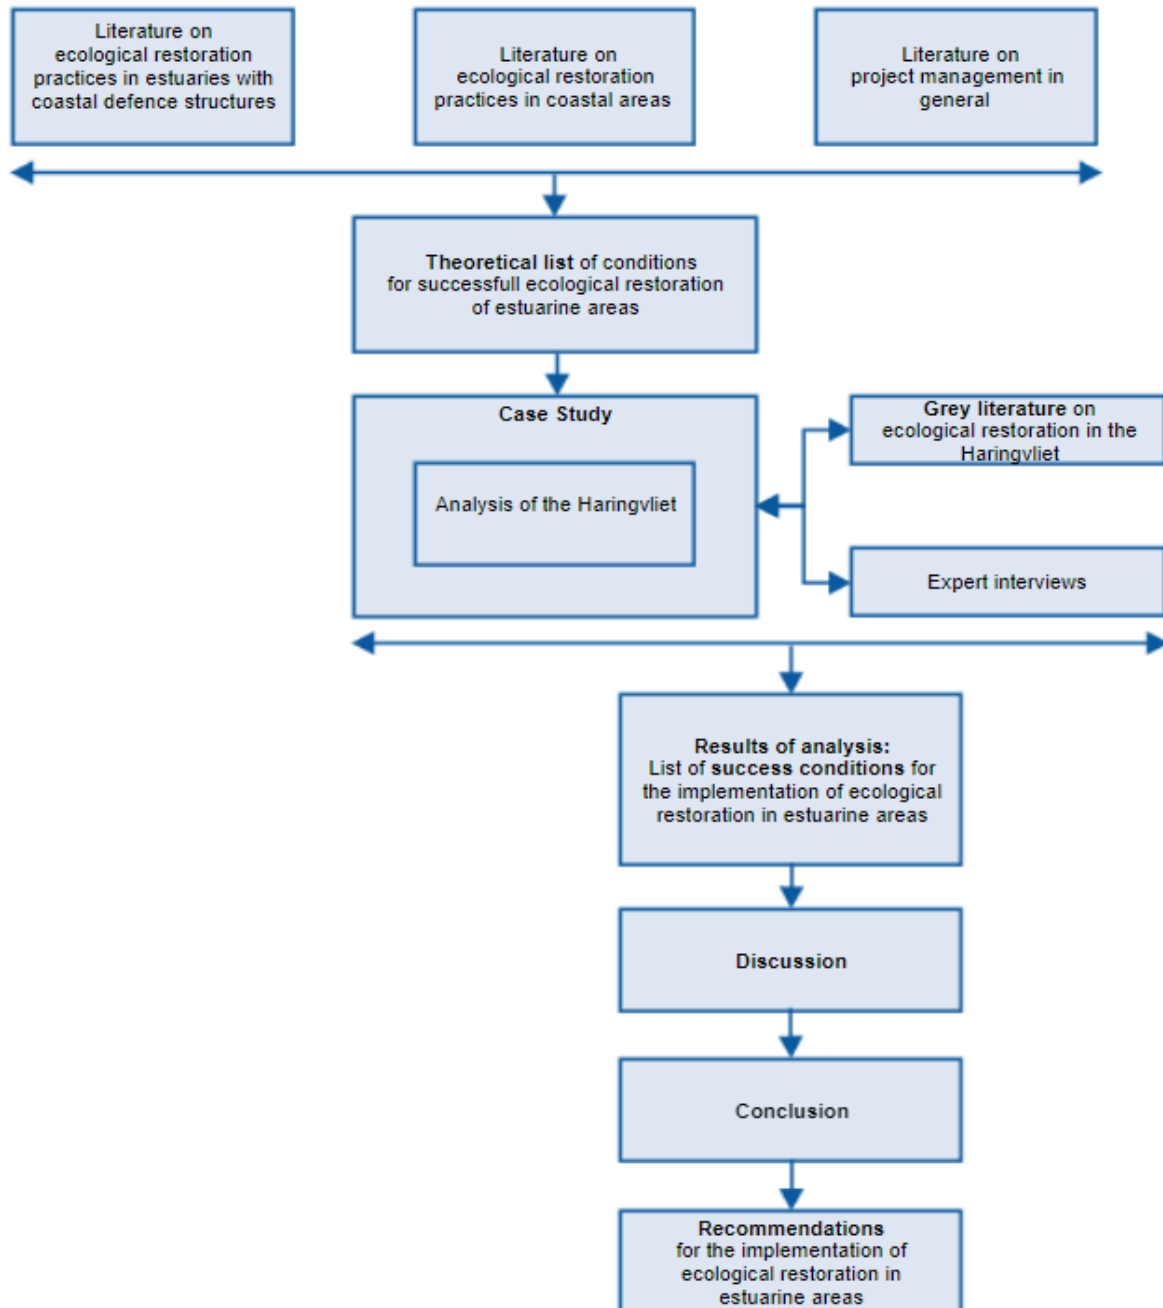 Literature on
ecological restoration
practices in estuaries with
coastal defence structures
Literature on
ecological restoration
practices in coastal areas
Literature on
project management in
general
Theoretical list of conditions
for successfull ecological restoration
of estuarine areas
Case Study
Analysis of the Haringvliet
Grey literature on
ecological restoration in the
Haringvliet
Expert interviews
Results of analysis:
List of success conditions for
the implementation of ecological
restoration in estuarine areas
Discussion
Conclusion
Recommendations
for the implementation of
ecological restoration in
estuarine areas